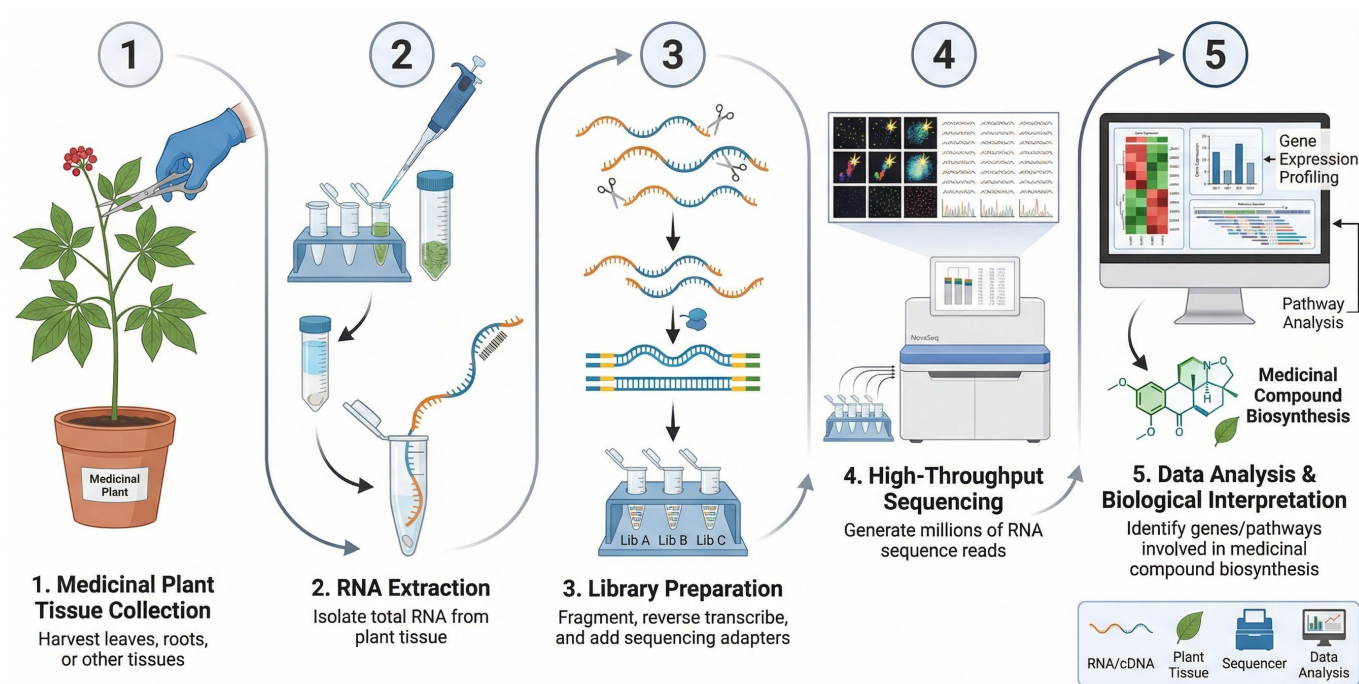 1
2
3
4
5
Medicinal
Plant
1. Medicinal Plant
Tissue Collection
Harvest leaves, roots,
or other tissues
2. RNA Extraction
Isolate total RNA from
plant tissue
Lib A
Lib B
Lib C
3. Library Preparation
Fragment, reverse transcribe,
and add sequencing adapters
NovaSeq
4. High-Throughput
Sequencing
Generate millions of RNA
sequence reads
Gene Expression
Gene Expression
Gene
Expression
Profiling
Pathway
Analysis
N
O
H
O
O
O
Medicinal
Compound
Biosynthesis
5. Data Analysis &
Biological Interpretation
Identify genes/pathways
involved in medicinal
compound biosynthesis
RNA/cDNA
Plant
Tissue
Sequencer
Data
Analysis